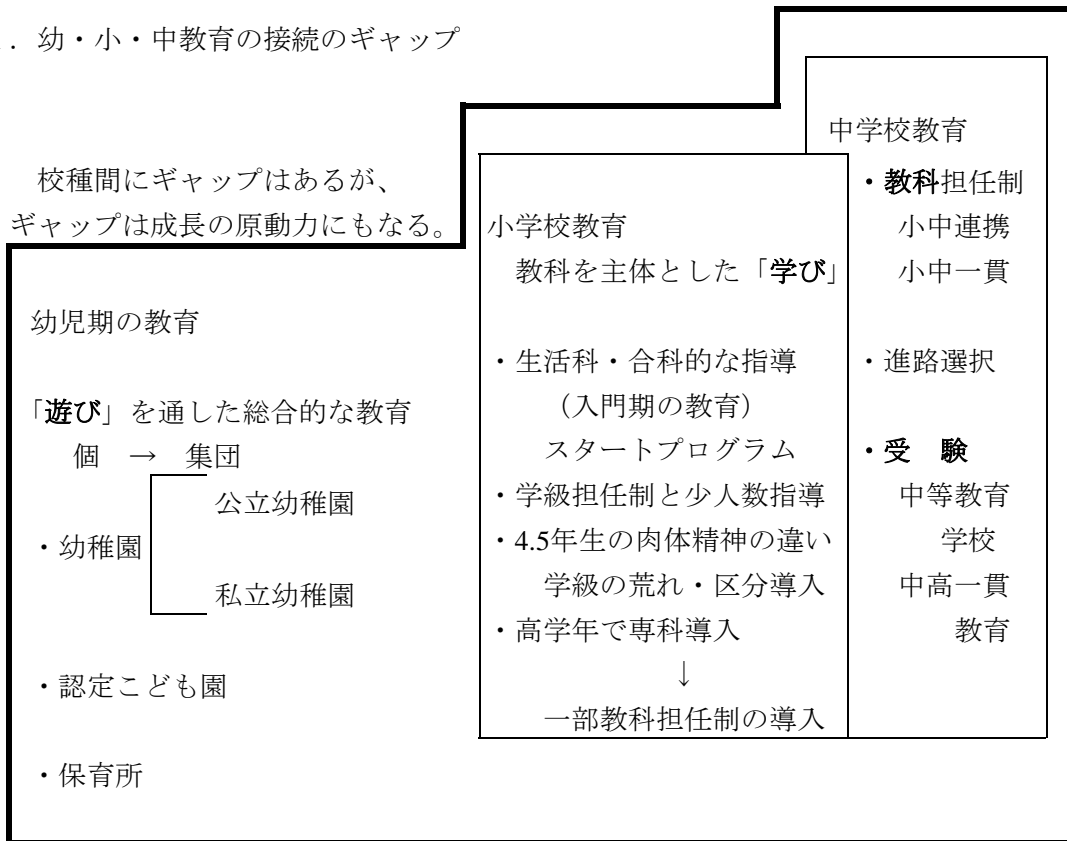 ．幼・小・中教育の接続のギャップ
校種間にギャップはあるが、
ギャップは成長の原動力にもなる。
幼児期の教育
「遊び」を通した総合的な教育
個　→　集団
公立幼稚園
・幼稚園
私立幼稚園
・認定こども園
・保育所
小学校教育
教科を主体とした「学び」
・生活科・合科的な指導
（入門期の教育）
スタートプログラム
・学級担任制と少人数指導
・4.5年生の肉体精神の違い
学級の荒れ・区分導入
・高学年で専科導入
↓
一部教科担任制の導入
中学校教育
・教科担任制
小中連携
小中一貫
・進路選択
・受　験
中等教育
学校
中高一貫
教育